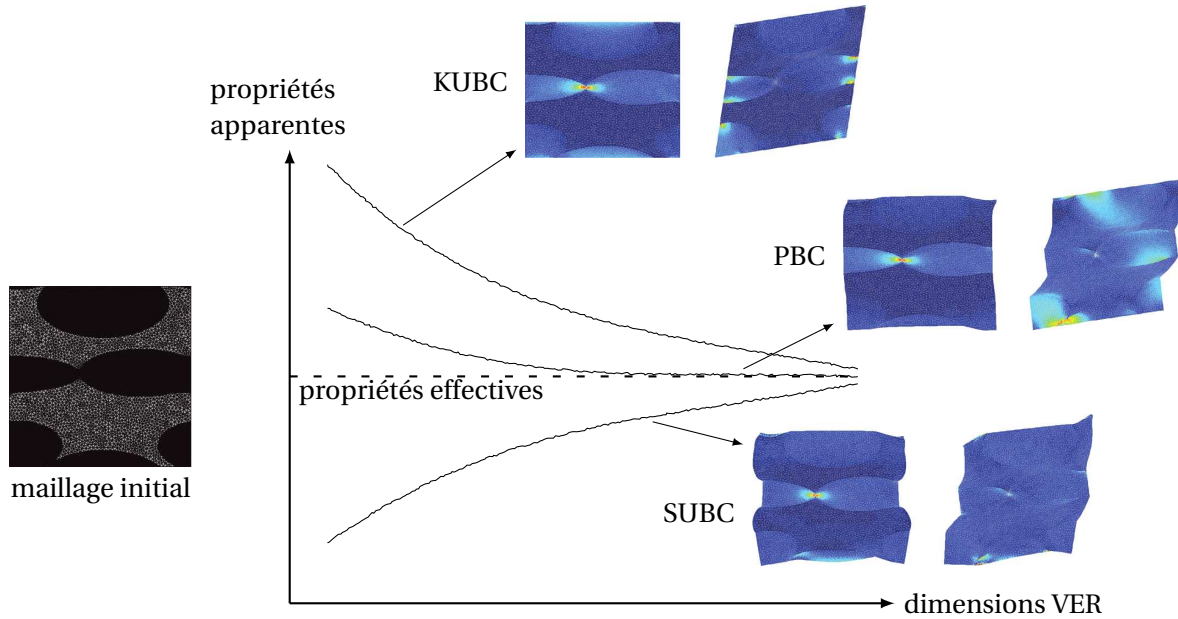 KUBC
propriétés
apparentes
PBC
propriétés effectives
maillage initial
SUBC
dimensions VER